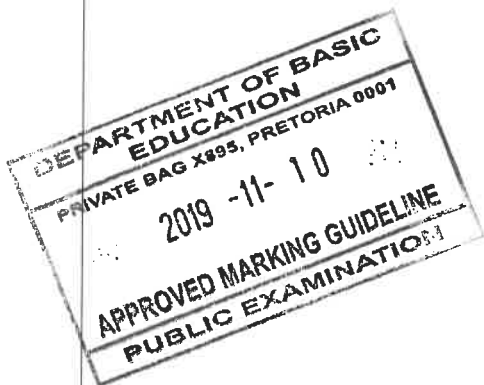 DEPARTMENT OF BASIC
EDUCATION
PRIVATE BAG X895, PRETORIA 0001
2019 -11- 10
APPROVED MARKING GUIDELINE
PUBLIC EXAMINATION